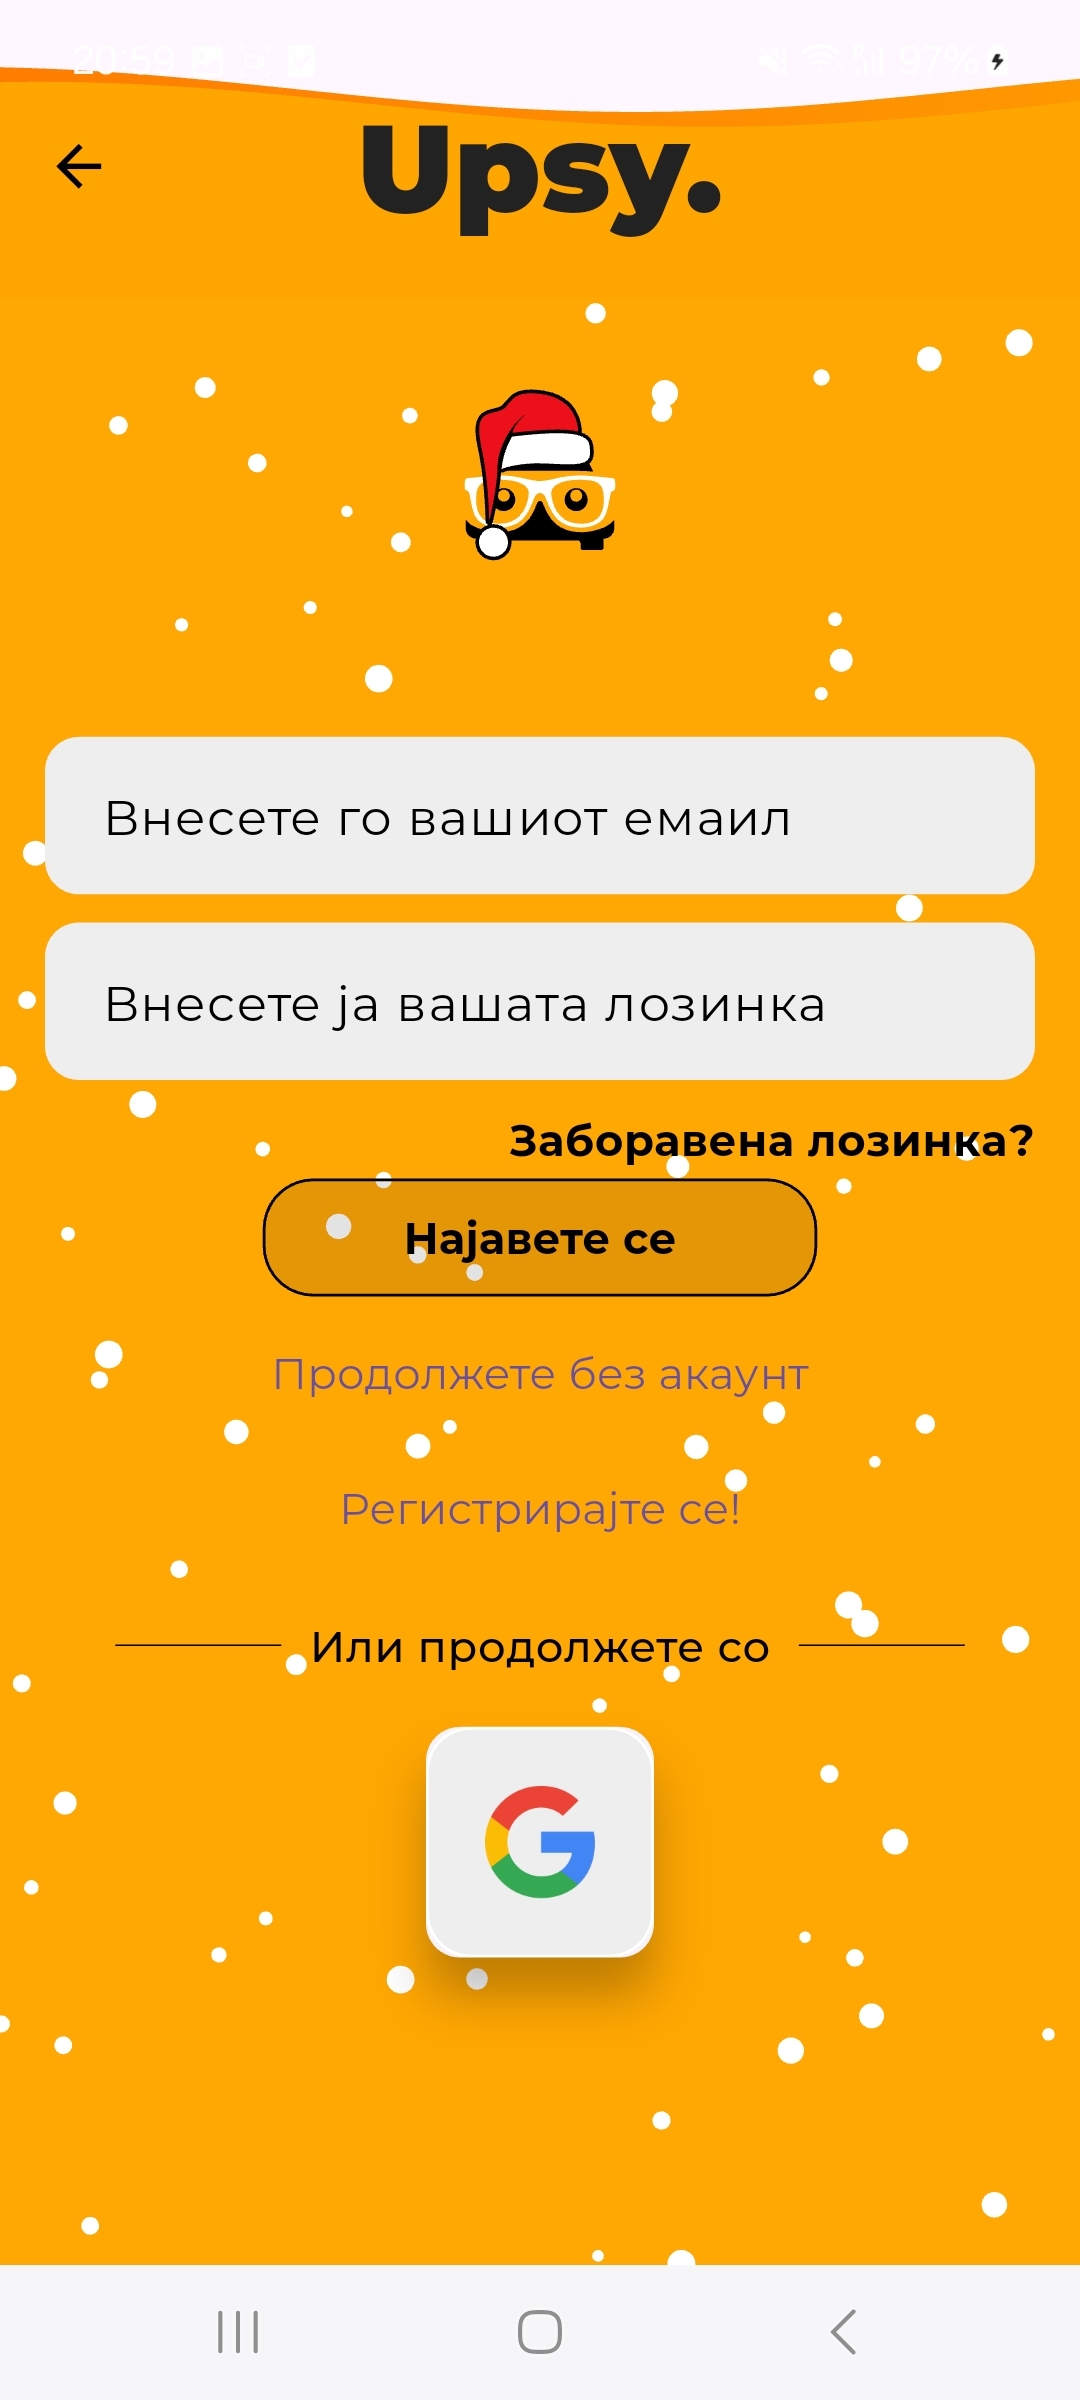 20:59 97%
Upsy.
Внесете го вашиот емаил
Внесете ја вашата лозинка
Заборавена лозинка?
Најавете се
Продолжете без акаунт
Регистрирајте се!
Или продолжете со